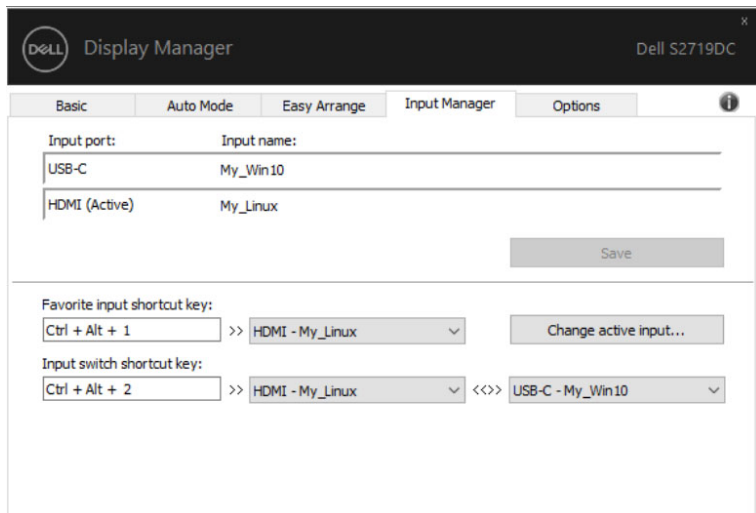 DELL Display Manager Dell S2719DC x
Basic Auto Mode Easy Arrange Input Manager Options i
Input port: Input name:
USB-C My_Win10
HDMI (Active) My_Linux
Save
Favorite input shortcut key:
Ctrl + Alt + 1 >> HDMI - My_Linux Change active input...
Input switch shortcut key:
Ctrl + Alt + 2 >> HDMI - My_Linux <<>> USB-C - My_Win10